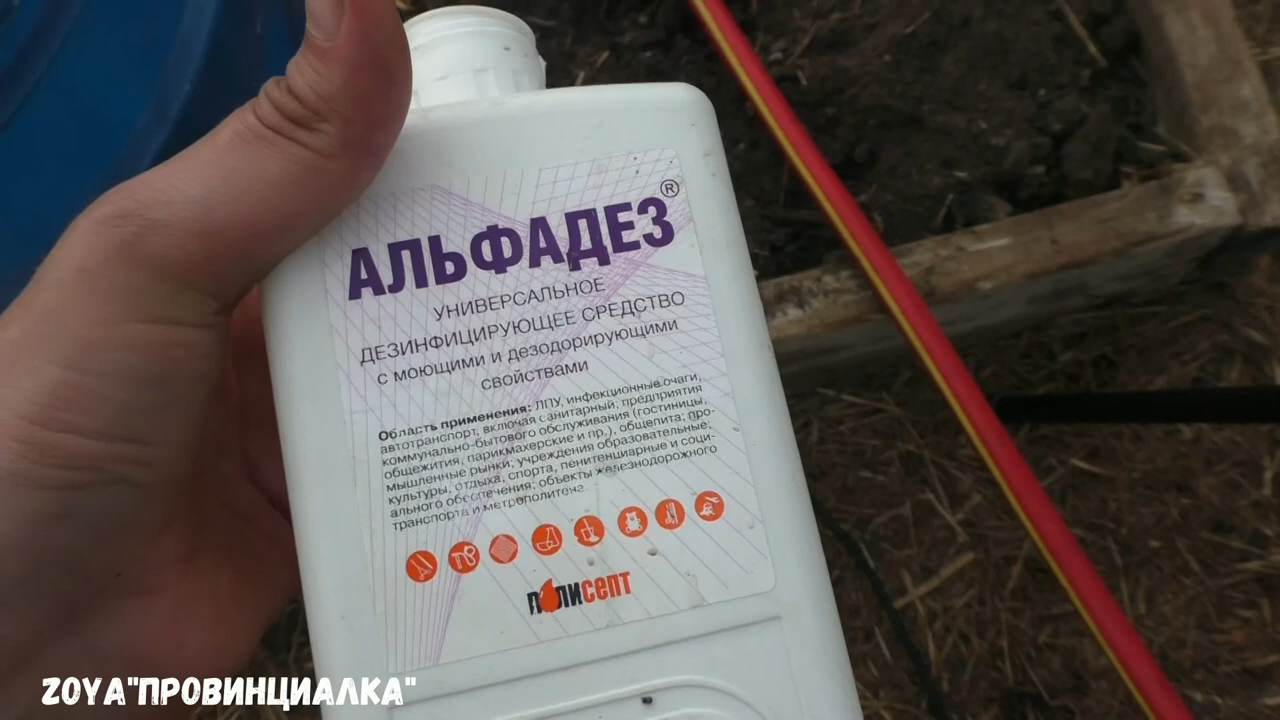 АЛЬФАДЕЗ®
УНИВЕРСАЛЬНОЕ
ДЕЗИНФИЦИРУЮЩЕЕ СРЕДСТВО
с моющими и дезодорирующими
свойствами
Область применения: ЛПУ, инфекционные очаги,
автотранспорт, включая санитарный; предприятия
коммунально-бытового обслуживания (гостиницы,
общежития, парикмахерские и пр.), общепита; про-
мышленные рынки; учреждения образовательные;
культуры, отдыха, спорта, пенитенциарные и соци-
ального обеспечения; объекты железнодорожного
транспорта и метрополитена
ПОЛИСЕПТ
ZOYA"ПРОВИНЦИАЛКА"